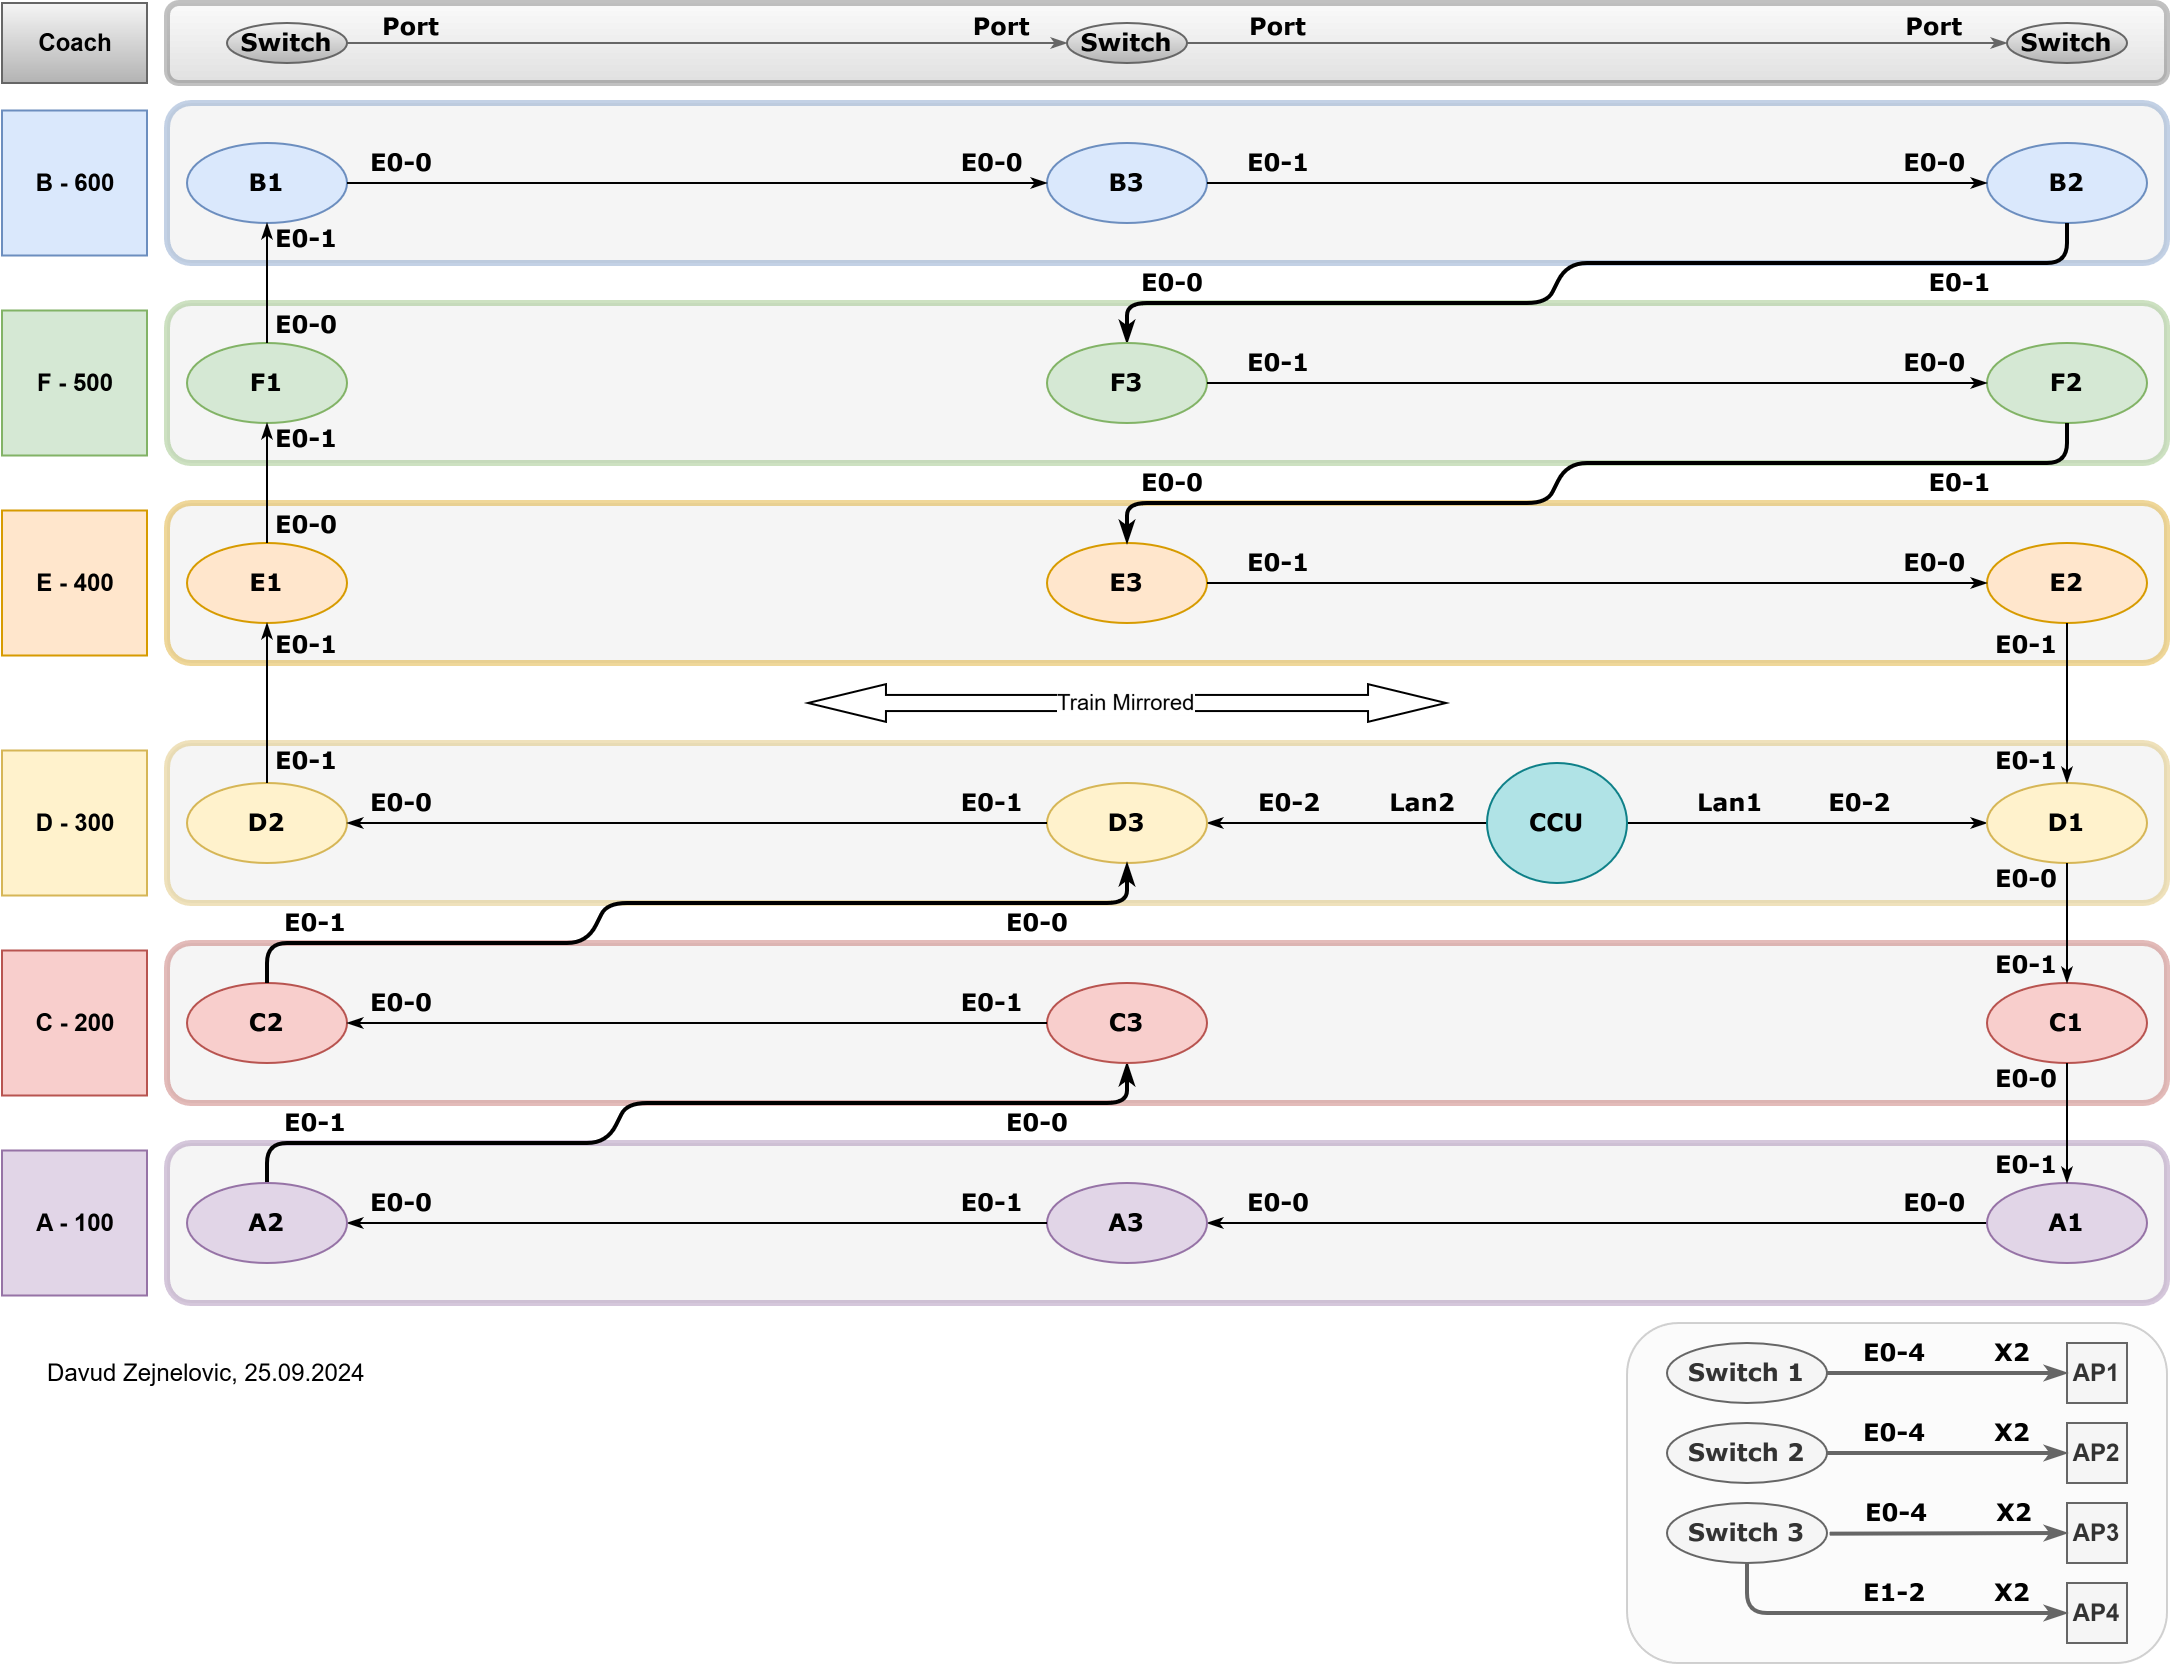 Coach
Switch Port Port Switch Port Port Switch
B - 600
B1 E0-0 E0-0 B3 E0-1 E0-0 B2
E0-1
E0-0 E0-1
E0-0
F - 500
F1 F3 E0-1 E0-0 F2
E0-1
E0-0 E0-1
E0-0
E - 400
E1 E3 E0-1 E0-0 E2
E0-1 E0-1
Train Mirrored
E0-1 E0-1
D - 300
D2 E0-0 E0-1 D3 E0-2 Lan2 CCU Lan1 E0-2 D1
E0-0
E0-1 E0-0
E0-1
C - 200
C2 E0-0 E0-1 C3 C1
E0-0
E0-1 E0-0
E0-1
A - 100
A2 E0-0 E0-1 A3 E0-0 E0-0 A1
Davud Zejnelovic, 25.09.2024
Switch 1 E0-4 X2 AP1
Switch 2 E0-4 X2 AP2
Switch 3 E0-4 X2 AP3
E1-2 X2 AP4